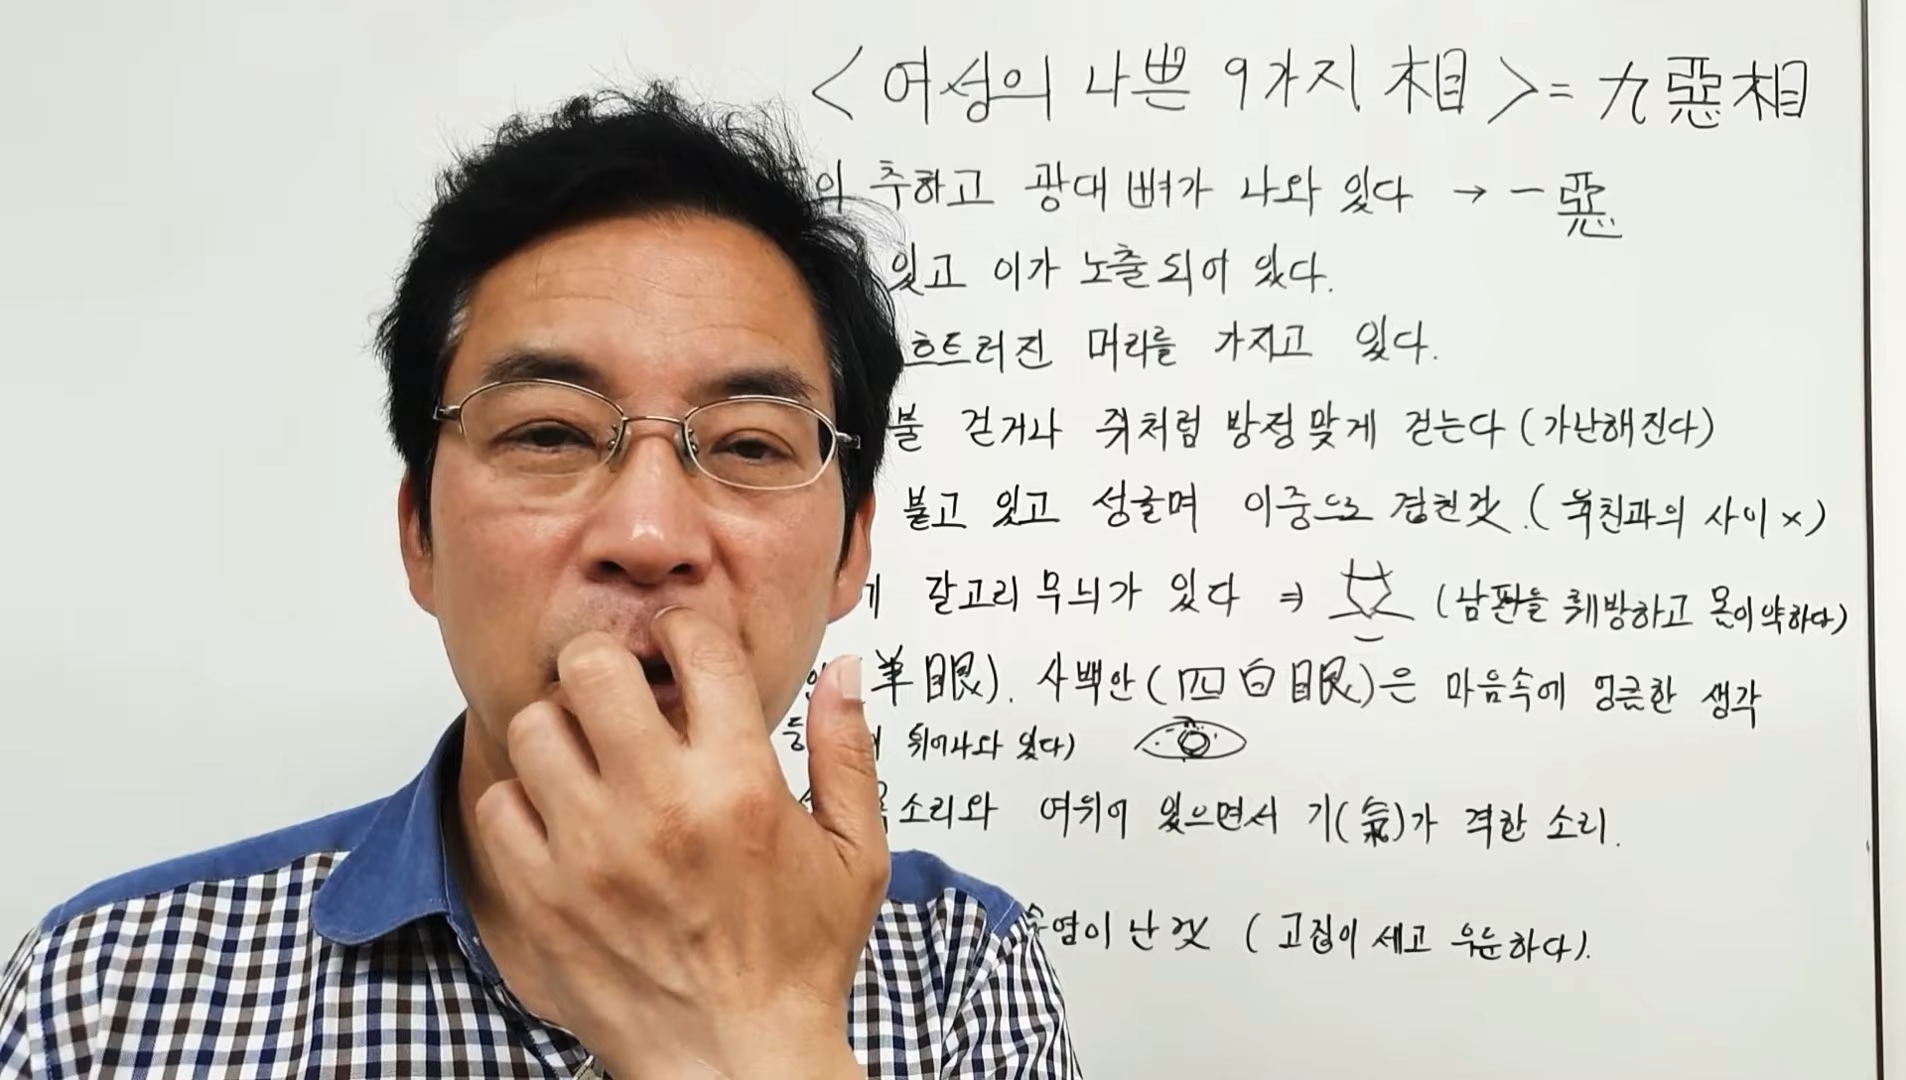 <여성의 나쁜 9가지 相> = 九惡相
의 추하고 광대뼈가 나와 있다 → 一惡
있고 이가 노출되어 있다.
흐트러진 머리를 가지고 있다.
불 걷거나 쥐처럼 방정맞게 걷는다 (가난해진다)
붙고 있고 성글며 이중으로 겹친것. (육친과의 사이 ×)
갈고리 무늬가 있다 ⇒ (남편을 훼방하고 몸이 약하다)
羊眼). 사백안(四白眼)은 마음속에 엉큼한 생각
튀어나와 있다)
소리와 여위어 있으면서 기(氣)가 격한 소리.
수염이 난것 (고집이 세고 우둔하다).